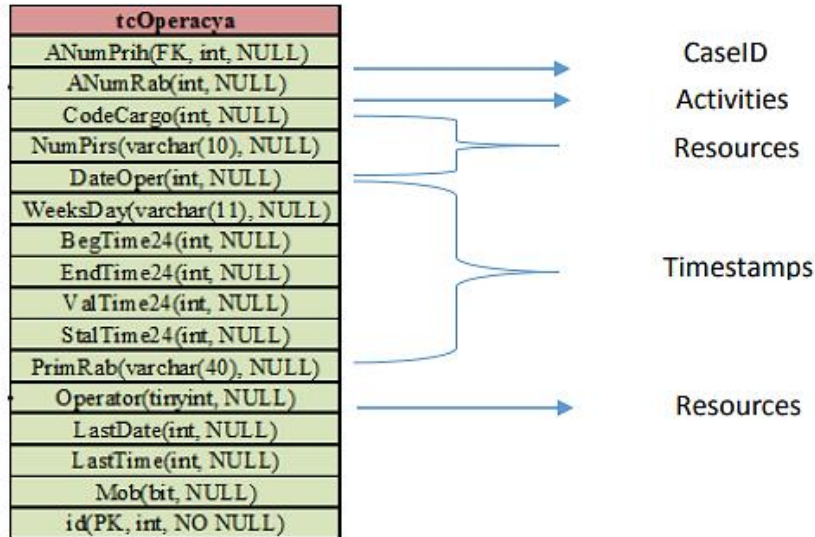 tcOperacya
ANumPrih(FK, int, NULL)
ANumRab(int, NULL)
CodeCargo(int, NULL)
NumPirs(varchar(10), NULL)
DateOper(int, NULL)
WeeksDay(varchar(11), NULL)
BegTime24(int, NULL)
EndTime24(int, NULL)
ValTime24(int, NULL)
StalTime24(int, NULL)
PrimRab(varchar(40), NULL)
Operator(tinyint, NULL)
LastDate(int, NULL)
LastTime(int, NULL)
Mob(bit, NULL)
id(PK, int, NO NULL)
CaseID
Activities
Resources
Timestamps
Resources